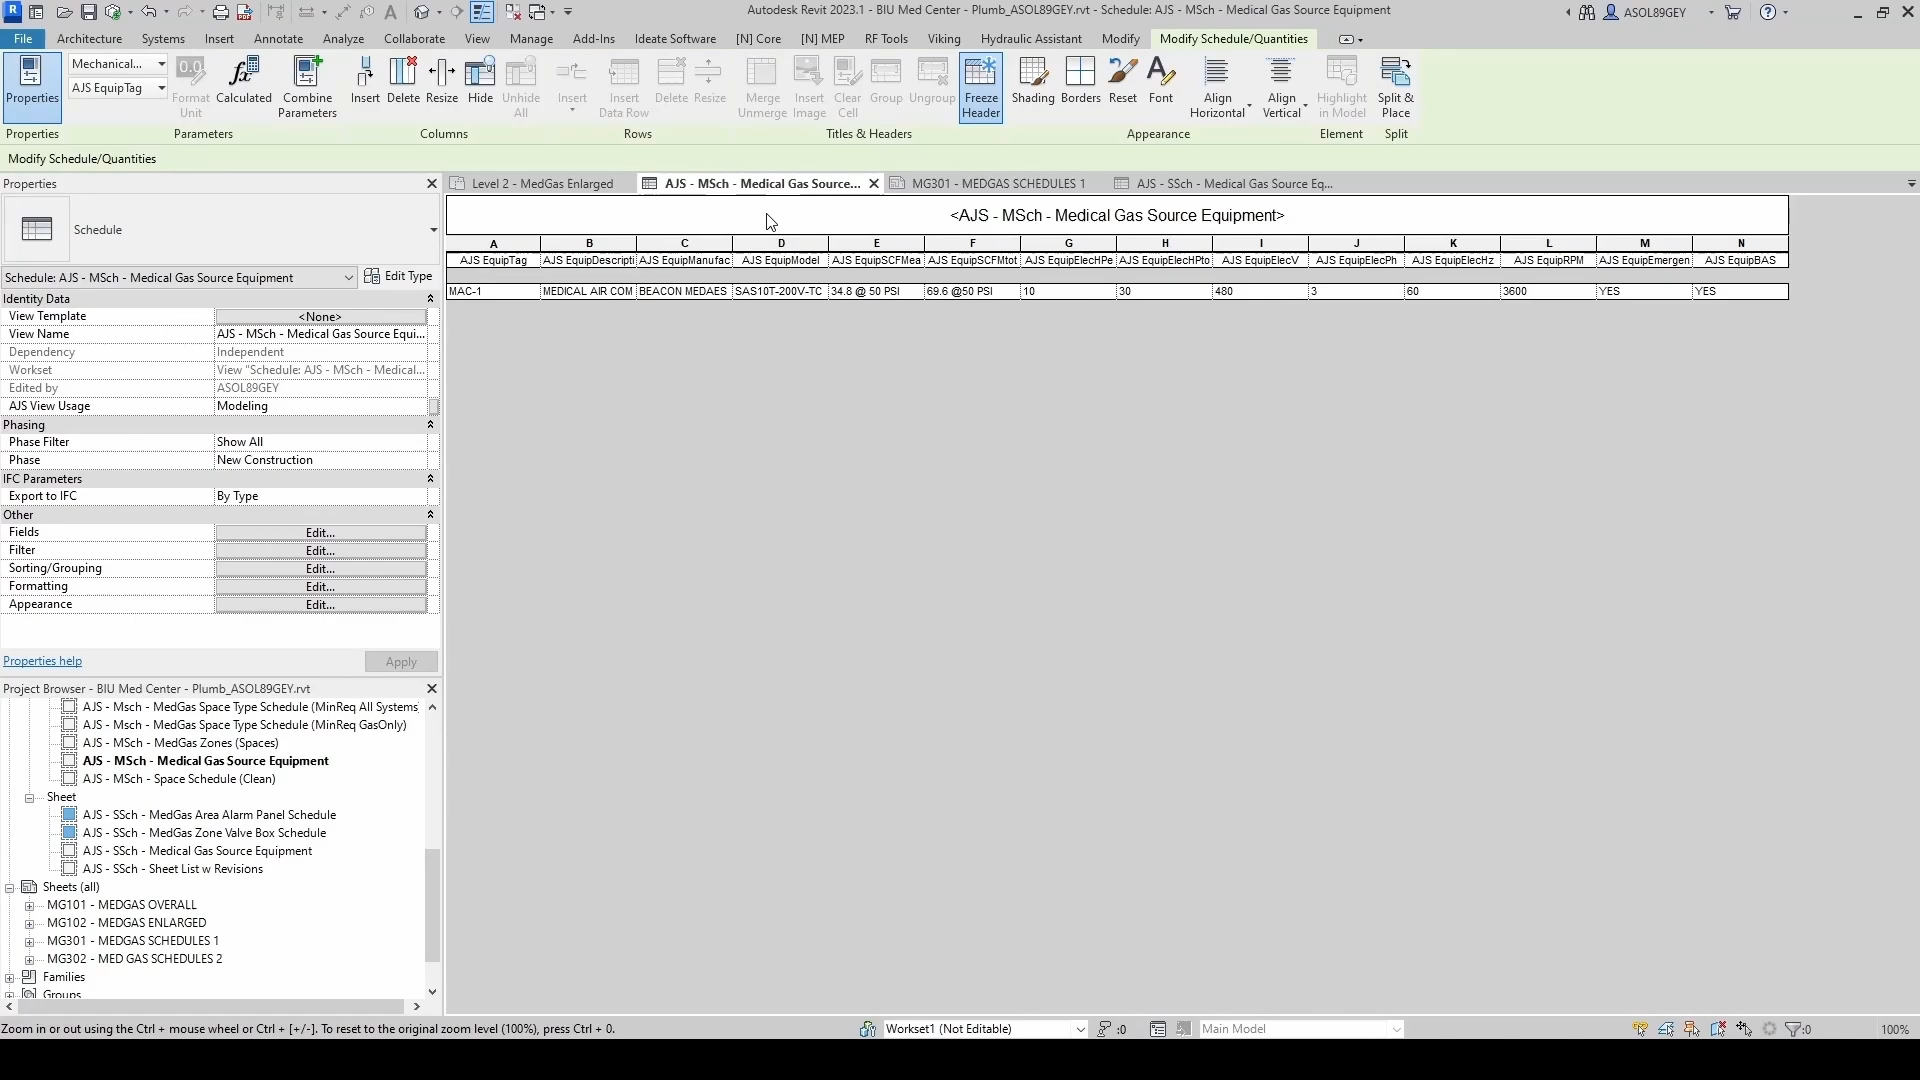 R
Autodesk Revit 2023.1 - BIU Med Center - Plumb_ASOL89GEY.rvt - Schedule: AJS - MSch - Medical Gas Source Equipment
ASOL89GEY
File Architecture Systems Insert Annotate Analyze Collaborate View Manage Add-Ins Ideate Software [N] Core [N] MEP RF Tools Viking Hydraulic Assistant Modify Modify Schedule/Quantities
Properties
Mechanical...
AJS EquipTag
Format Unit
Calculated
Combine Parameters
Insert
Delete
Resize
Hide
Unhide All
Insert
Insert Data Row
Delete
Resize
Merge Unmerge
Insert Image
Clear Cell
Group
Ungroup
Freeze Header
Shading
Borders
Reset
Font
Align Horizontal
Align Vertical
Highlight in Model
Split & Place
Properties Parameters Columns Rows Titles & Headers Appearance Element Split
Modify Schedule/Quantities
Properties
Level 2 - MedGas Enlarged
AJS - MSch - Medical Gas Source...
MG301 - MEDGAS SCHEDULES 1
AJS - SSch - Medical Gas Source Eq...
Schedule
Schedule: AJS - MSch - Medical Gas Source Equipment
Edit Type
Identity Data
View Template <None>
View Name AJS - MSch - Medical Gas Source Equi...
Dependency Independent
Workset View "Schedule: AJS - MSch - Medical...
Edited by ASOL89GEY
AJS View Usage Modeling
Phasing
Phase Filter Show All
Phase New Construction
IFC Parameters
Export to IFC By Type
Other
Fields Edit...
Filter Edit...
Sorting/Grouping Edit...
Formatting Edit...
Appearance Edit...
Properties help
Apply
<AJS - MSch - Medical Gas Source Equipment>
A B C D E F G H I J K L M N
AJS EquipTag AJS EquipDescripti AJS EquipManufac AJS EquipModel AJS EquipSCFMea AJS EquipSCFMtot AJS EquipElecHPe AJS EquipElecHPto AJS EquipElecV AJS EquipElecPh AJS EquipElecHz AJS EquipRPM AJS EquipEmergen AJS EquipBAS
MAC-1 MEDICAL AIR COM BEACON MEDAES SAS10T-200V-TC 34.8 @ 50 PSI 69.6 @50 PSI 10 30 480 3 60 3600 YES YES
Project Browser - BIU Med Center - Plumb_ASOL89GEY.rvt
AJS - Msch - MedGas Space Type Schedule (MinReq All Systems)
AJS - Msch - MedGas Space Type Schedule (MinReq GasOnly)
AJS - MSch - MedGas Zones (Spaces)
AJS - MSch - Medical Gas Source Equipment
AJS - MSch - Space Schedule (Clean)
Sheet
AJS - SSch - MedGas Area Alarm Panel Schedule
AJS - SSch - MedGas Zone Valve Box Schedule
AJS - SSch - Medical Gas Source Equipment
AJS - SSch - Sheet List w Revisions
Sheets (all)
MG101 - MEDGAS OVERALL
MG102 - MEDGAS ENLARGED
MG301 - MEDGAS SCHEDULES 1
MG302 - MED GAS SCHEDULES 2
Families
Groups
Zoom in or out using the Ctrl + mouse wheel or Ctrl + [+/-]. To reset to the original zoom level (100%), press Ctrl + 0.
Workset1 (Not Editable)
:0
Main Model
:0
100%